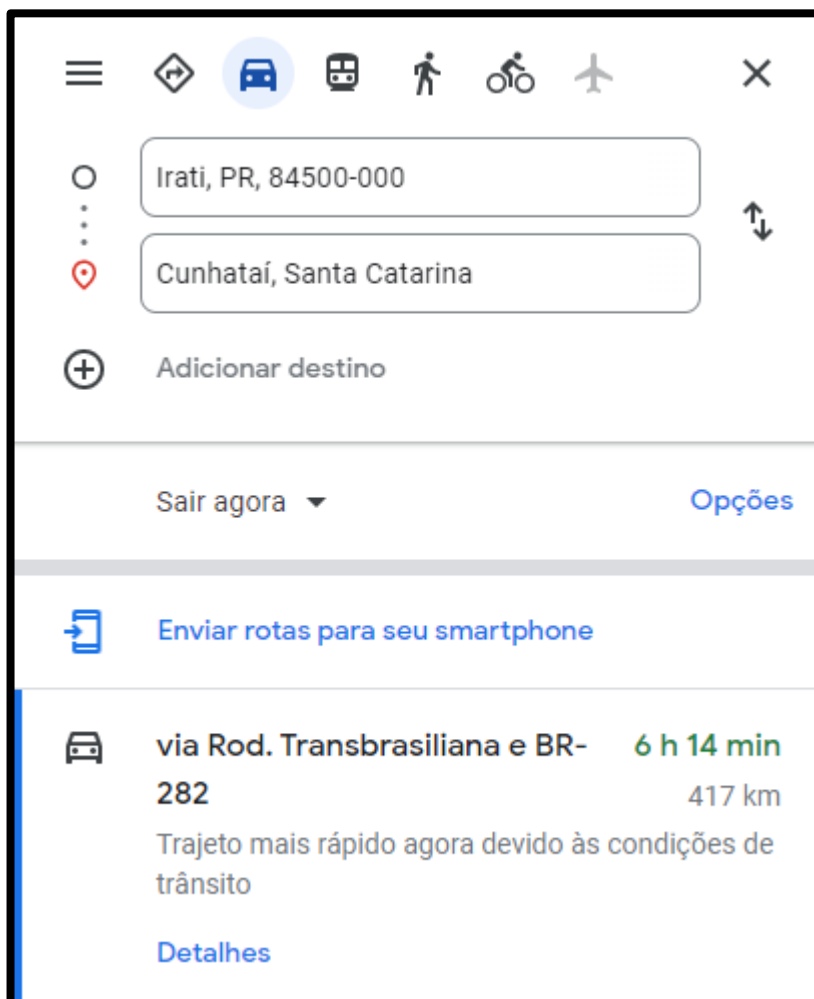 Irati, PR, 84500-000
Cunhataí, Santa Catarina
Adicionar destino
Sair agora
Opções
Enviar rotas para seu smartphone
via Rod. Transbrasiliana e BR-
282
6 h 14 min
417 km
Trajeto mais rápido agora devido às condições de
trânsito
Detalhes